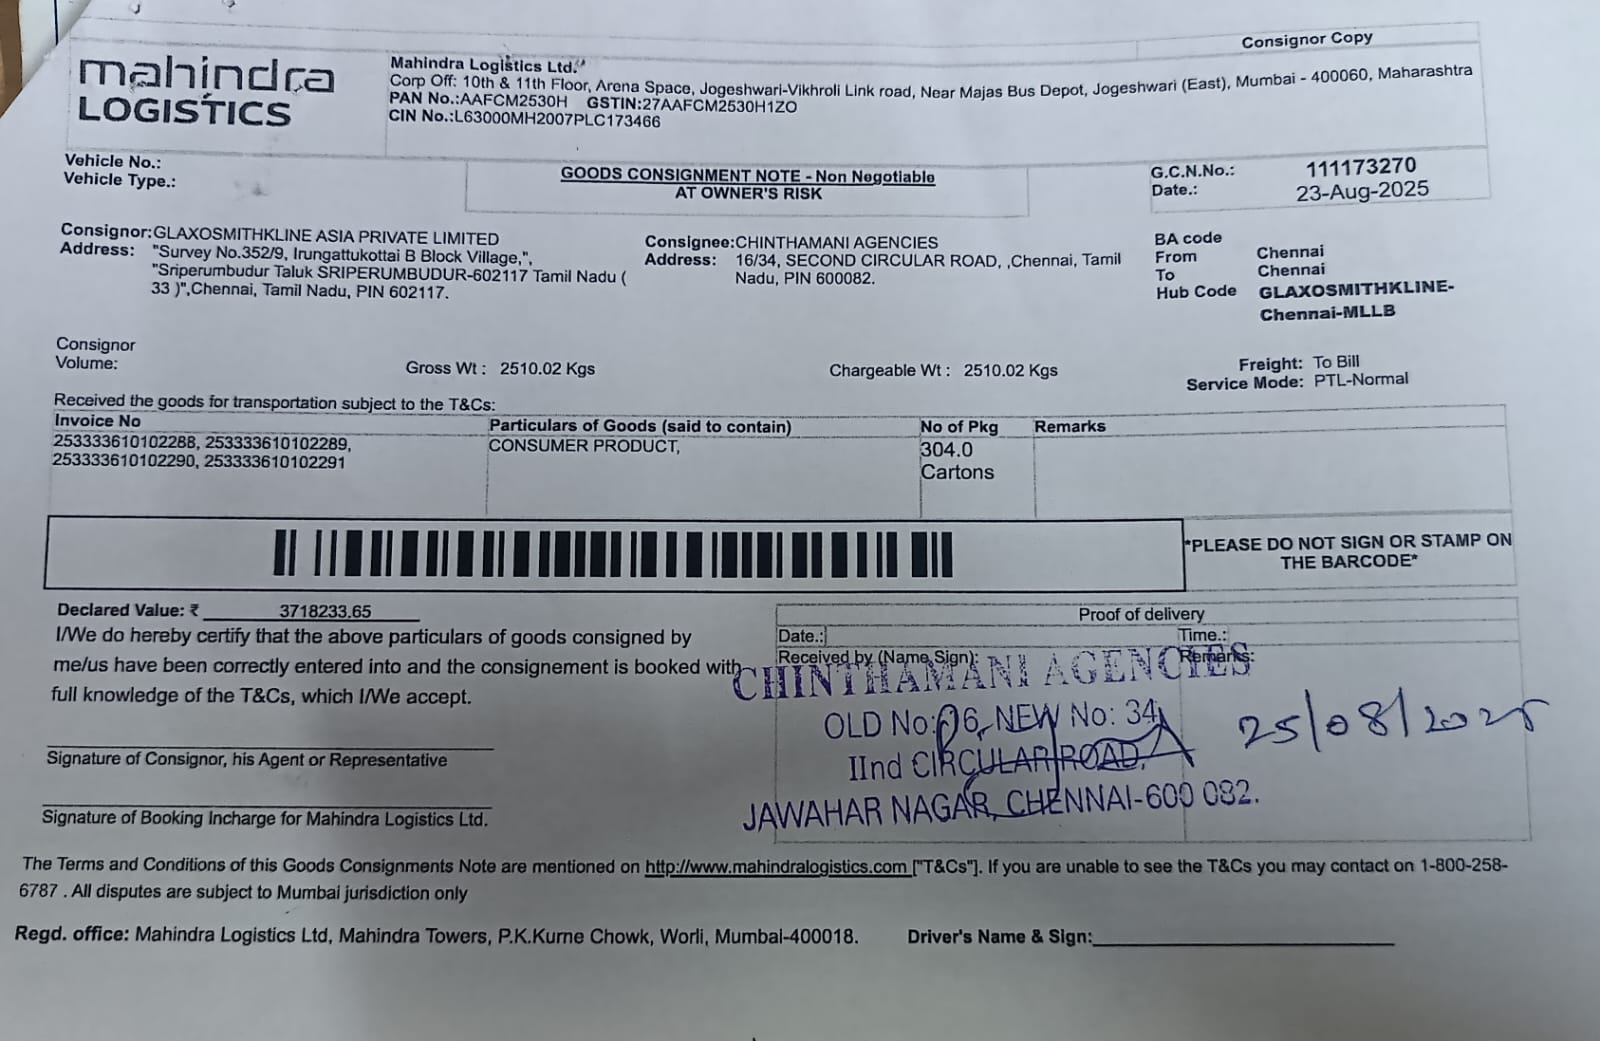 Consignor Copy
mahindra
LOGISTICS
Mahindra Logistics Ltd.
Corp Off: 10th & 11th Floor, Arena Space, Jogeshwari-Vikhroli Link road, Near Majas Bus Depot, Jogeshwari (East), Mumbai - 400060, Maharashtra
PAN No.:AAFCM2530H GSTIN:27AAFCM2530H1ZO
CIN No.:L63000MH2007PLC173466
Vehicle No.:
Vehicle Type.:
GOODS CONSIGNMENT NOTE - Non Negotiable
AT OWNER'S RISK
G.C.N.No.: 111173270
Date.: 23-Aug-2025
Consignor:GLAXOSMITHKLINE ASIA PRIVATE LIMITED
Address: "Survey No.352/9, Irungattukottai B Block Village,",
"Sriperumbudur Taluk SRIPERUMBUDUR-602117 Tamil Nadu (
33 )",Chennai, Tamil Nadu, PIN 602117.
Consignee:CHINTHAMANI AGENCIES
Address: 16/34, SECOND CIRCULAR ROAD, ,Chennai, Tamil
Nadu, PIN 600082.
BA code
From Chennai
To Chennai
Hub Code GLAXOSMITHKLINE-
Chennai-MLLB
Consignor
Volume:
Gross Wt : 2510.02 Kgs
Chargeable Wt : 2510.02 Kgs
Freight: To Bill
Service Mode: PTL-Normal
Received the goods for transportation subject to the T&Cs:
Invoice No Particulars of Goods (said to contain) No of Pkg Remarks
253333610102288, 253333610102289, CONSUMER PRODUCT, 304.0
253333610102290, 253333610102291 Cartons
*PLEASE DO NOT SIGN OR STAMP ON
THE BARCODE*
Declared Value: ₹ 3718233.65
I/We do hereby certify that the above particulars of goods consigned by
me/us have been correctly entered into and the consignement is booked with
full knowledge of the T&Cs, which I/We accept.
Signature of Consignor, his Agent or Representative
Signature of Booking Incharge for Mahindra Logistics Ltd.
Proof of delivery
Date.: Time.:
Received by (Name,Sign): Remarks:
CHINTHAMANI AGENCIES
OLD No: 6, NEW No: 34,
IInd CIRCULAR ROAD,
JAWAHAR NAGAR, CHENNAI-600 082.
25/08/2025
The Terms and Conditions of this Goods Consignments Note are mentioned on http://www.mahindralogistics.com ["T&Cs"]. If you are unable to see the T&Cs you may contact on 1-800-258-
6787 . All disputes are subject to Mumbai jurisdiction only
Regd. office: Mahindra Logistics Ltd, Mahindra Towers, P.K.Kurne Chowk, Worli, Mumbai-400018. Driver's Name & Sign: